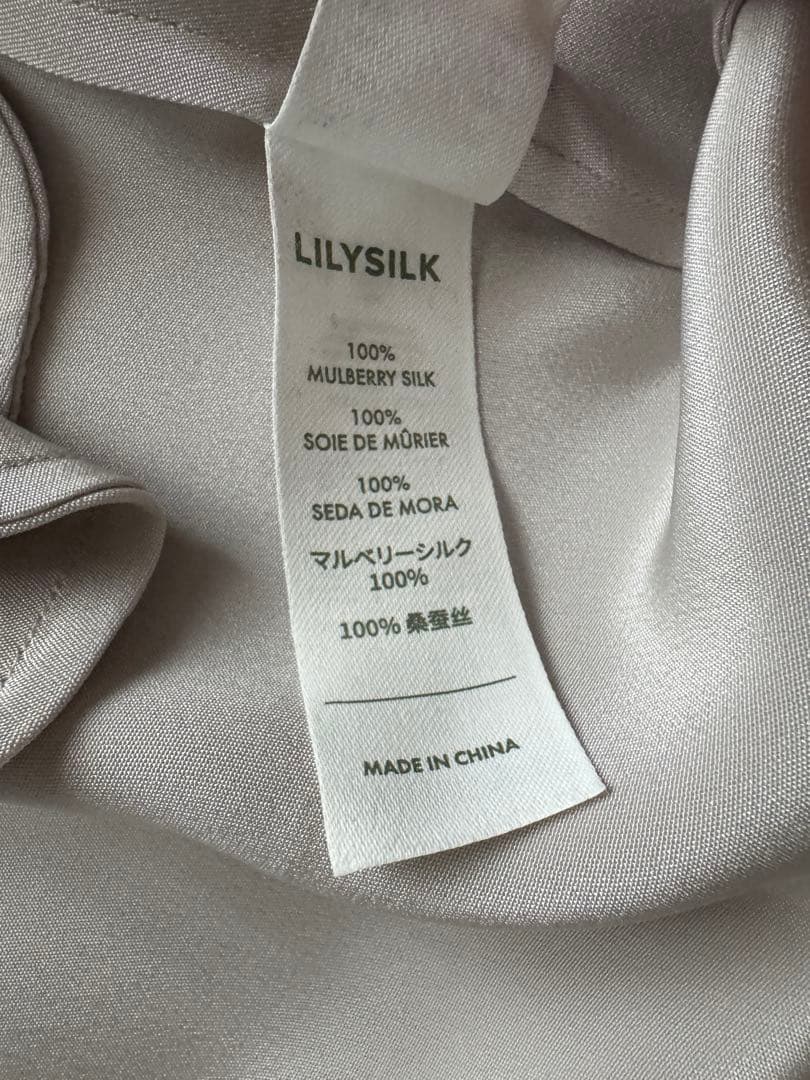 LILYSILK
100%
MULBERRY SILK
100%
SOIE DE MÛRIER
100%
SEDA DE MORA
マルベリーシルク
100%
100% 桑蚕丝
MADE IN CHINA